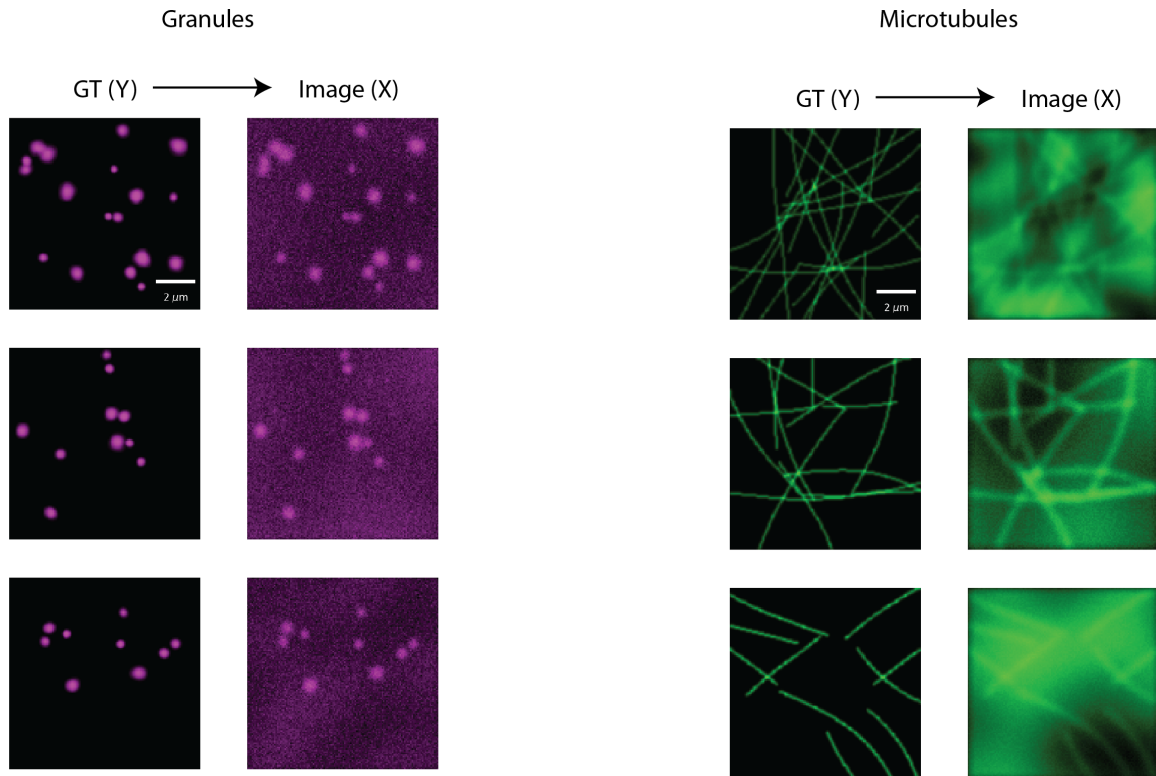 Granules
Microtubules
GT (Y)
Image (X)
GT (Y)
Image (X)
2 µm
2 µm